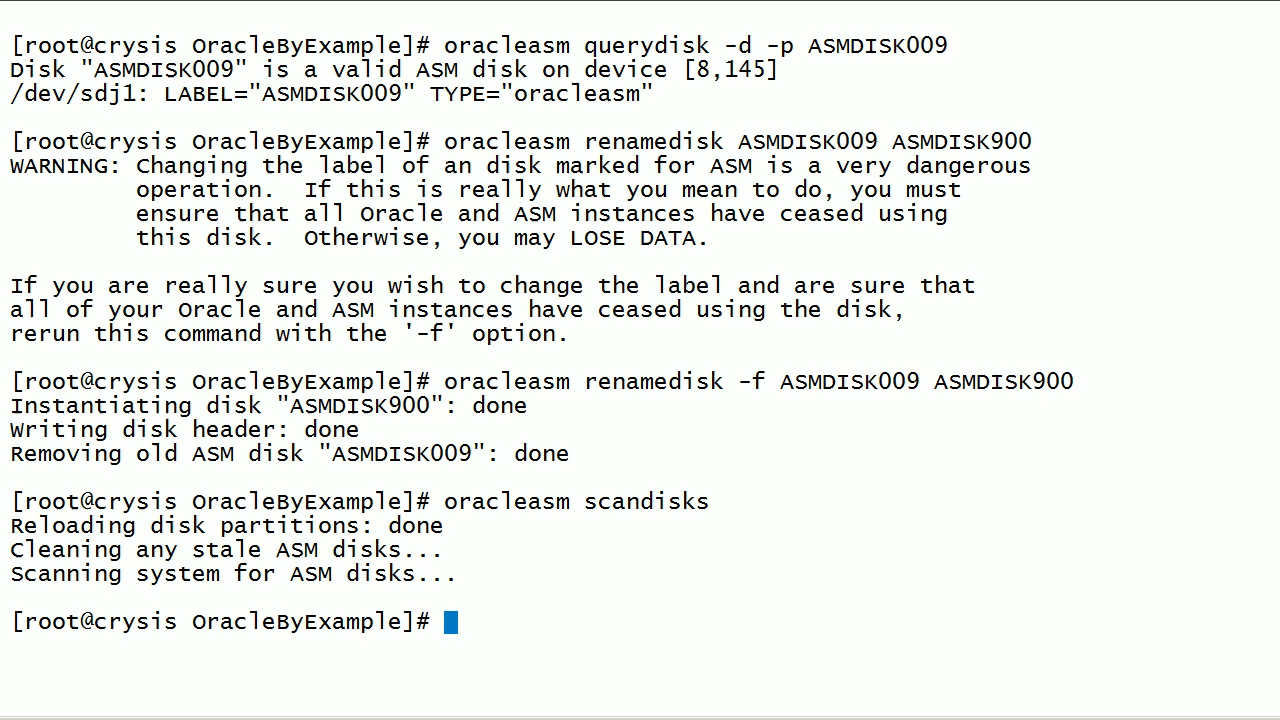 [root@crysis OracleByExample]# oracleasm querydisk -d -p ASMDISK009
Disk "ASMDISK009" is a valid ASM disk on device [8,145]
/dev/sdj1: LABEL="ASMDISK009" TYPE="oracleasm"
[root@crysis OracleByExample]# oracleasm renamedisk ASMDISK009 ASMDISK900
WARNING: Changing the label of an disk marked for ASM is a very dangerous
operation.  If this is really what you mean to do, you must
ensure that all Oracle and ASM instances have ceased using
this disk.  Otherwise, you may LOSE DATA.
If you are really sure you wish to change the label and are sure that
all of your Oracle and ASM instances have ceased using the disk,
rerun this command with the '-f' option.
[root@crysis OracleByExample]# oracleasm renamedisk -f ASMDISK009 ASMDISK900
Instantiating disk "ASMDISK900": done
Writing disk header: done
Removing old ASM disk "ASMDISK009": done
[root@crysis OracleByExample]# oracleasm scandisks
Reloading disk partitions: done
Cleaning any stale ASM disks...
Scanning system for ASM disks...
[root@crysis OracleByExample]#